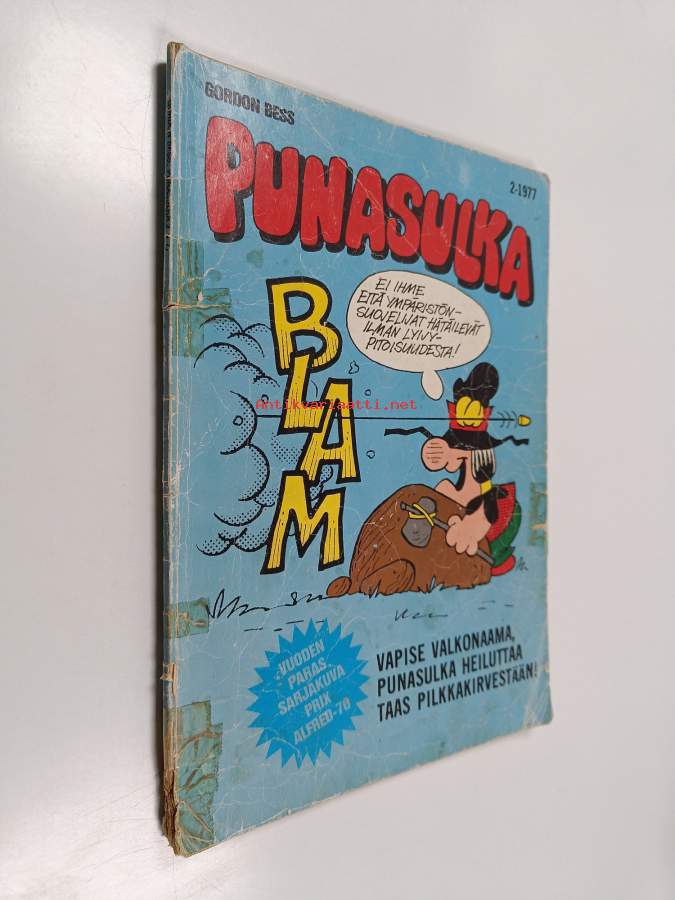 GORDON BESS
PUNASULKA
2-1977
EI IHME
ETTÄ YMPÄRISTÖN-
SUOJELIJAT HÄTÄILEVÄT
ILMAN LYIJY-
PITOISUUDESTA!
BLAM
Antikvariaatti.net
VUODEN
PARAS
SARJAKUVA
PRIX
ALFRED-70
VAPISE VALKONAAMA,
PUNASULKA HEILUTTAA
TAAS PILKKAKIRVESTÄÄN!